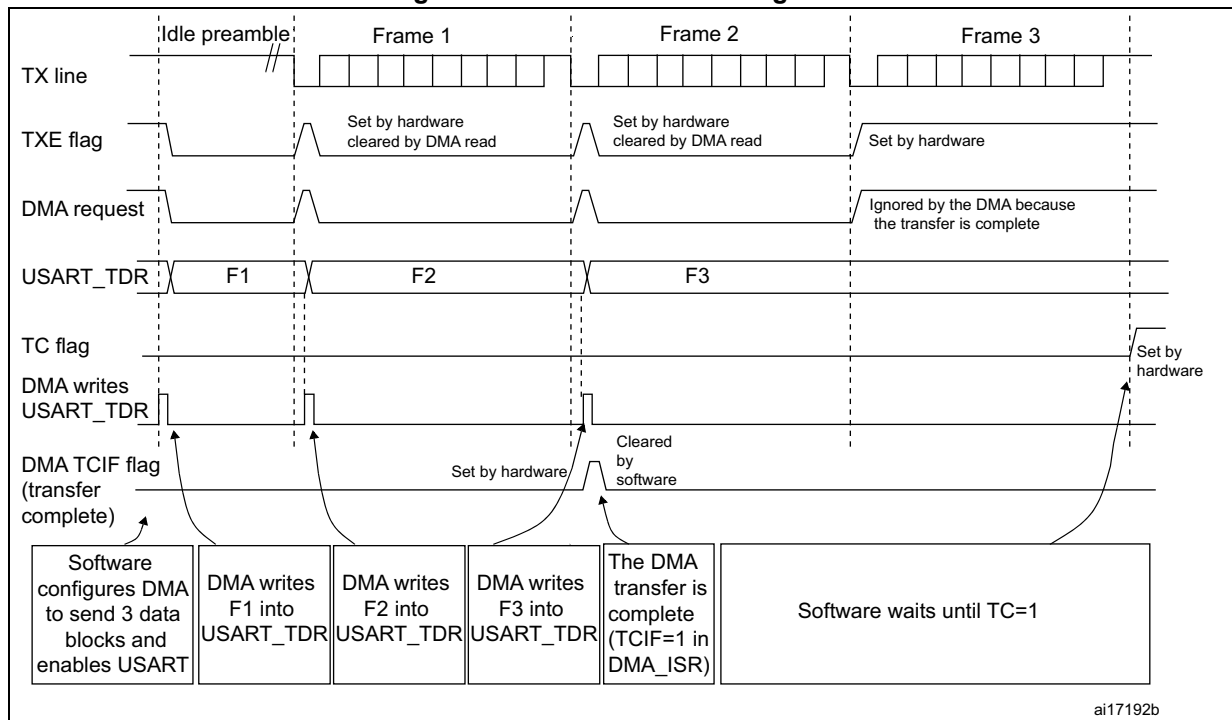 Idle preamble
Frame 1
Frame 2
Frame 3
TX line
TXE flag
Set by hardware
cleared by DMA read
Set by hardware
cleared by DMA read
Set by hardware
DMA request
Ignored by the DMA because
the transfer is complete
USART_TDR
F1
F2
F3
TC flag
Set by
hardware
DMA writes
USART_TDR
DMA TCIF flag
(transfer
complete)
Set by hardware
Cleared
by
software
Software
configures DMA
to send 3 data
blocks and
enables USART
DMA writes
F1 into
USART_TDR
DMA writes
F2 into
USART_TDR
DMA writes
F3 into
USART_TDR
The DMA
transfer is
complete
(TCIF=1 in
DMA_ISR)
Software waits until TC=1
ai17192b